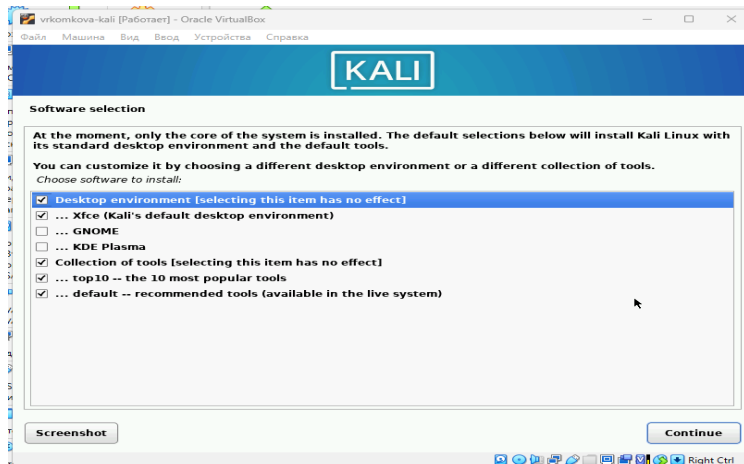 vrkomkova-kali [Работает] - Oracle VirtualBox
Файл Машина Вид Ввод Устройства Справка
KALI
Software selection
At the moment, only the core of the system is installed. The default selections below will install Kali Linux with
its standard desktop environment and the default tools.
You can customize it by choosing a different desktop environment or a different collection of tools.
Choose software to install:
Desktop environment [selecting this item has no effect]
... Xfce (Kali's default desktop environment)
... GNOME
... KDE Plasma
Collection of tools [selecting this item has no effect]
... top10 -- the 10 most popular tools
... default -- recommended tools (available in the live system)
Screenshot
Continue
Right Ctrl